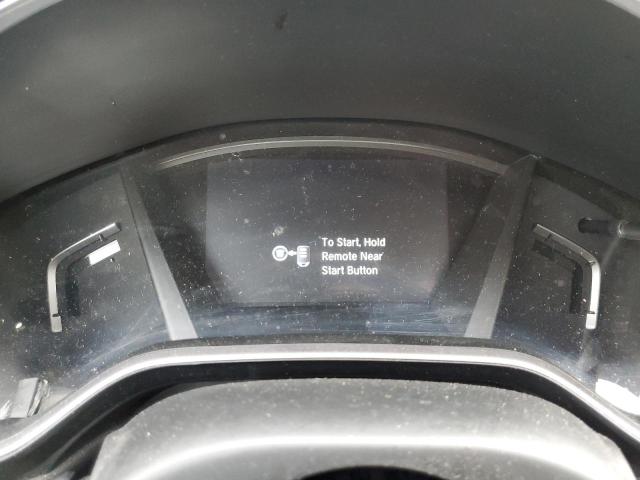 To Start, Hold
Remote Near
Start Button